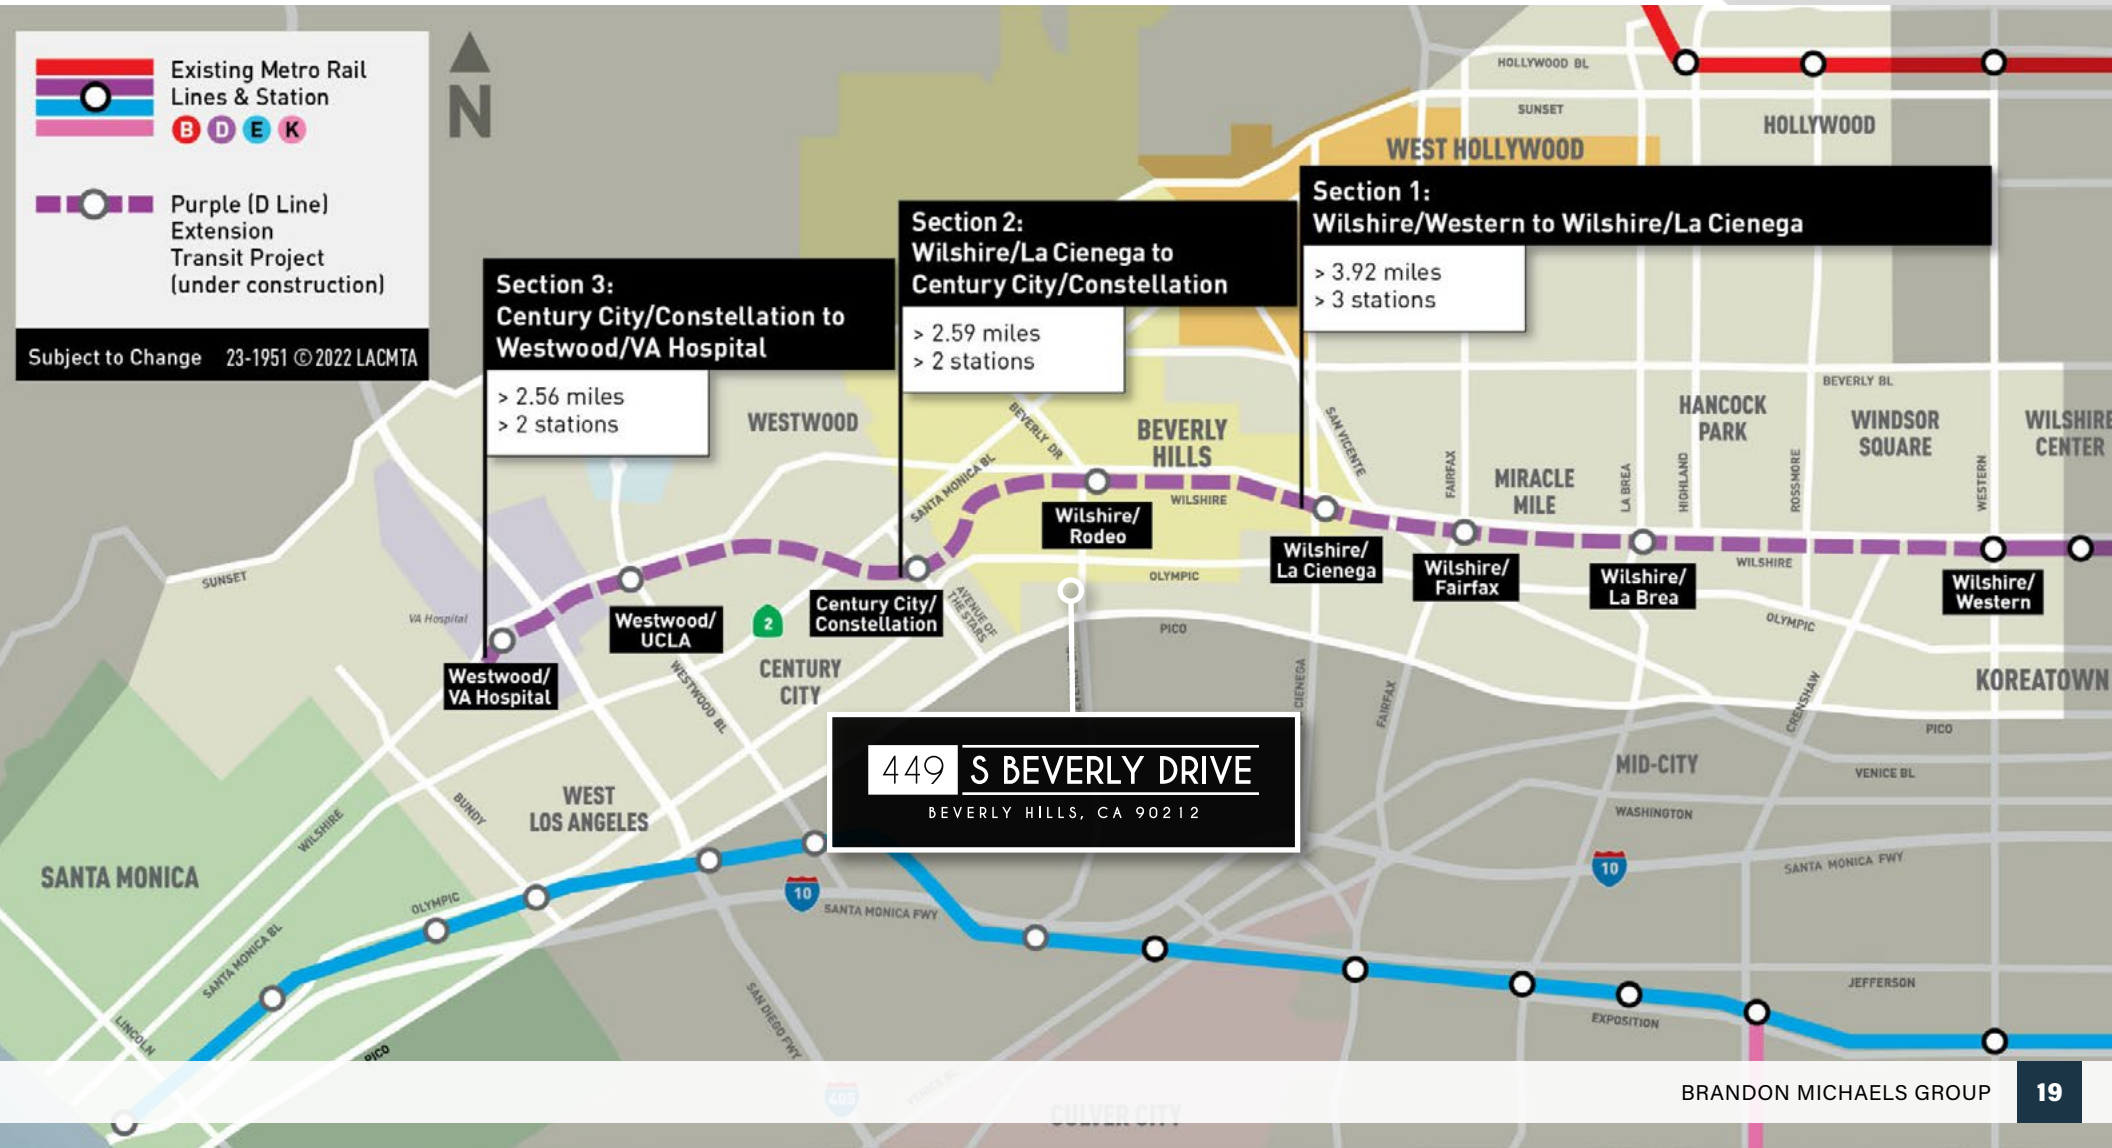 Existing Metro Rail
Lines & Station
B D E K
Purple (D Line)
Extension
Transit Project
(under construction)
Subject to Change 23-1951 © 2022 LACMTA
N
HOLLYWOOD BL
SUNSET
HOLLYWOOD
WEST HOLLYWOOD
Section 1:
Wilshire/Western to Wilshire/La Cienega
> 3.92 miles
> 3 stations
Section 2:
Wilshire/La Cienega to
Century City/Constellation
> 2.59 miles
> 2 stations
Section 3:
Century City/Constellation to
Westwood/VA Hospital
> 2.56 miles
> 2 stations
WESTWOOD
BEVERLY DR
BEVERLY
HILLS
SANTA MONICA BL
WILSHIRE
SAN VICENTE
FAIRFAX
MIRACLE
MILE
LA BREA
HIGHLAND
HANCOCK
PARK
ROSSMORE
BEVERLY BL
WINDSOR
SQUARE
WESTERN
WILSHIRE
CENTER
Wilshire/
Rodeo
Wilshire/
La Cienega
Wilshire/
Fairfax
Wilshire/
La Brea
WILSHIRE
Wilshire/
Western
SUNSET
VA Hospital
Westwood/
VA Hospital
Westwood/
UCLA
2
Century City/
Constellation
AVENUE OF
THE STARS
OLYMPIC
PICO
OLYMPIC
KOREATOWN
CENTURY
CITY
WESTWOOD BL
CIENEGA
FAIRFAX
CRENSHAW
PICO
449 S BEVERLY DRIVE
BEVERLY HILLS, CA 90212
MID-CITY
VENICE BL
WASHINGTON
WEST
LOS ANGELES
BUNDY
WILSHIRE
SANTA MONICA
OLYMPIC
SANTA MONICA BL
10
SANTA MONICA FWY
10
SANTA MONICA FWY
LINCOLN
PICO
SAN DIEGO FWY
JEFFERSON
EXPOSITION
405
VENICE BL
CULVER CITY
BRANDON MICHAELS GROUP 19